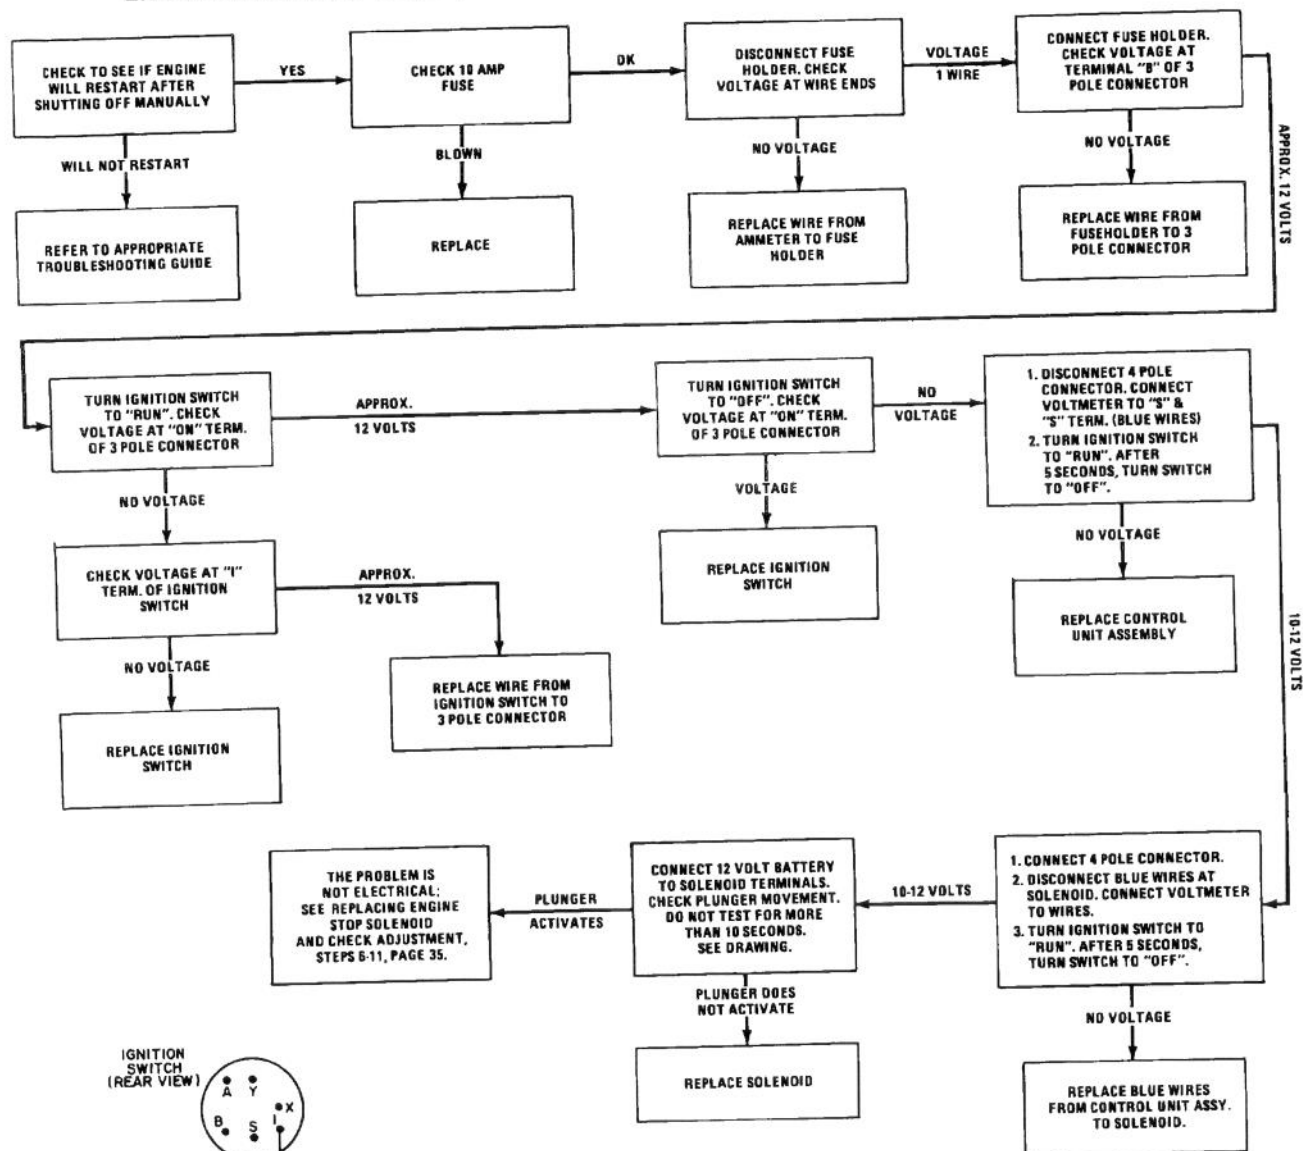 CHECK TO SEE IF ENGINE
WILL RESTART AFTER
SHUTTING OFF MANUALLY
YES
CHECK 10 AMP
FUSE
OK
DISCONNECT FUSE
HOLDER. CHECK
VOLTAGE AT WIRE ENDS
VOLTAGE
1 WIRE
CONNECT FUSE HOLDER.
CHECK VOLTAGE AT
TERMINAL "B" OF 3
POLE CONNECTOR
APPROX. 12 VOLTS
WILL NOT RESTART
BLOWN
NO VOLTAGE
NO VOLTAGE
REFER TO APPROPRIATE
TROUBLESHOOTING GUIDE
REPLACE
REPLACE WIRE FROM
AMMETER TO FUSE
HOLDER
REPLACE WIRE FROM
FUSEHOLDER TO 3
POLE CONNECTOR
TURN IGNITION SWITCH
TO "RUN". CHECK
VOLTAGE AT "ON" TERM.
OF 3 POLE CONNECTOR
APPROX.
12 VOLTS
TURN IGNITION SWITCH
TO "OFF". CHECK
VOLTAGE AT "ON" TERM.
OF 3 POLE CONNECTOR
NO
VOLTAGE
1. DISCONNECT 4 POLE
CONNECTOR. CONNECT
VOLTMETER TO "S" &
"S" TERM. (BLUE WIRES)
2. TURN IGNITION SWITCH
TO "RUN". AFTER
5 SECONDS, TURN SWITCH
TO "OFF".
10-12 VOLTS
NO VOLTAGE
VOLTAGE
NO VOLTAGE
CHECK VOLTAGE AT "I"
TERM. OF IGNITION
SWITCH
APPROX.
12 VOLTS
REPLACE IGNITION
SWITCH
REPLACE CONTROL
UNIT ASSEMBLY
NO VOLTAGE
REPLACE WIRE FROM
IGNITION SWITCH TO
3 POLE CONNECTOR
REPLACE IGNITION
SWITCH
THE PROBLEM IS
NOT ELECTRICAL;
SEE REPLACING ENGINE
STOP SOLENOID
AND CHECK ADJUSTMENT,
STEPS 6-11, PAGE 35.
PLUNGER
ACTIVATES
CONNECT 12 VOLT BATTERY
TO SOLENOID TERMINALS.
CHECK PLUNGER MOVEMENT.
DO NOT TEST FOR MORE
THAN 10 SECONDS.
SEE DRAWING.
10-12 VOLTS
1. CONNECT 4 POLE CONNECTOR.
2. DISCONNECT BLUE WIRES AT
SOLENOID. CONNECT VOLTMETER
TO WIRES.
3. TURN IGNITION SWITCH TO
"RUN". AFTER 5 SECONDS,
TURN SWITCH TO "OFF".
PLUNGER DOES
NOT ACTIVATE
NO VOLTAGE
REPLACE SOLENOID
REPLACE BLUE WIRES
FROM CONTROL UNIT ASSY.
TO SOLENOID.
IGNITION
SWITCH
(REAR VIEW)
A Y
X
B S I